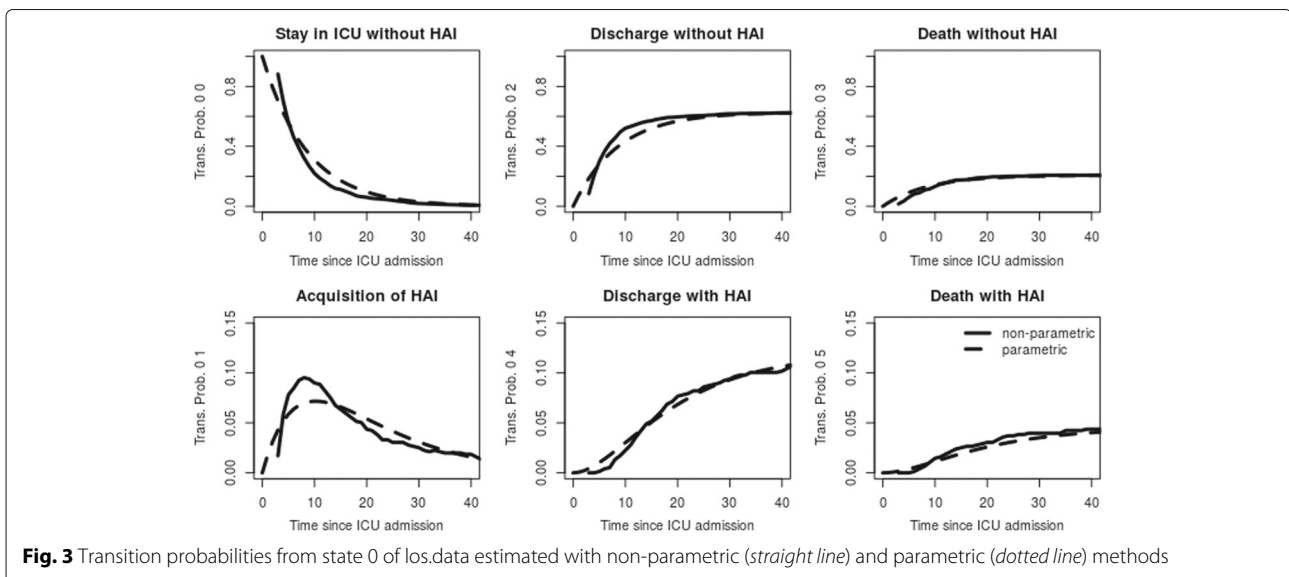 Stay in ICU without HAI
Trans. Prob. 0 0
0.0 0.4 0.8
0 10 20 30 40
Time since ICU admission
Discharge without HAI
Trans. Prob. 0 2
0.0 0.4 0.8
0 10 20 30 40
Time since ICU admission
Death without HAI
Trans. Prob. 0 3
0.0 0.4 0.8
0 10 20 30 40
Time since ICU admission
Acquisition of HAI
Trans. Prob. 0 1
0.00 0.05 0.10 0.15
0 10 20 30 40
Time since ICU admission
Discharge with HAI
Trans. Prob. 0 4
0.00 0.05 0.10 0.15
0 10 20 30 40
Time since ICU admission
Death with HAI
Trans. Prob. 0 5
0.00 0.05 0.10 0.15
non-parametric
parametric
0 10 20 30 40
Time since ICU admission
Fig. 3 Transition probabilities from state 0 of los.data estimated with non-parametric (straight line) and parametric (dotted line) methods